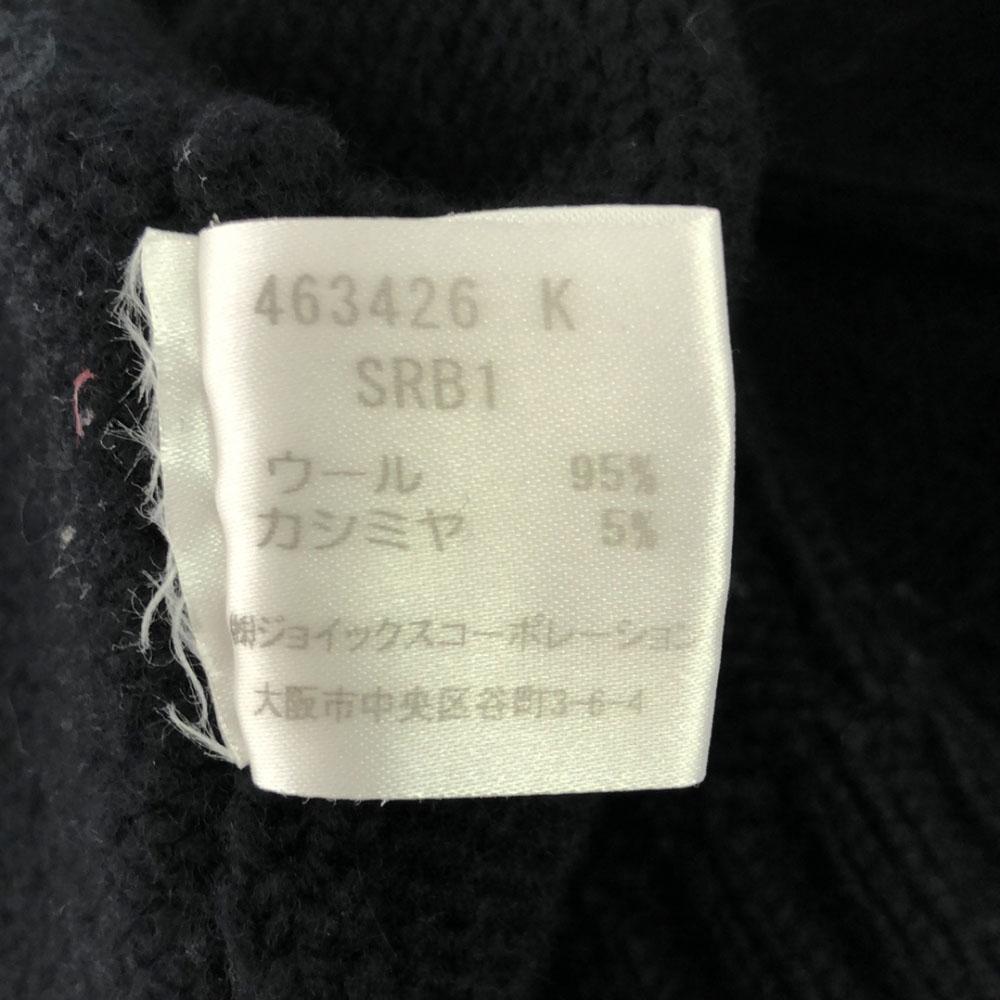 463426 K
SRB1
ウール 95%
カシミヤ 5%
㈱ジョイックスコーポレーション
大阪市中央区谷町3-6-4